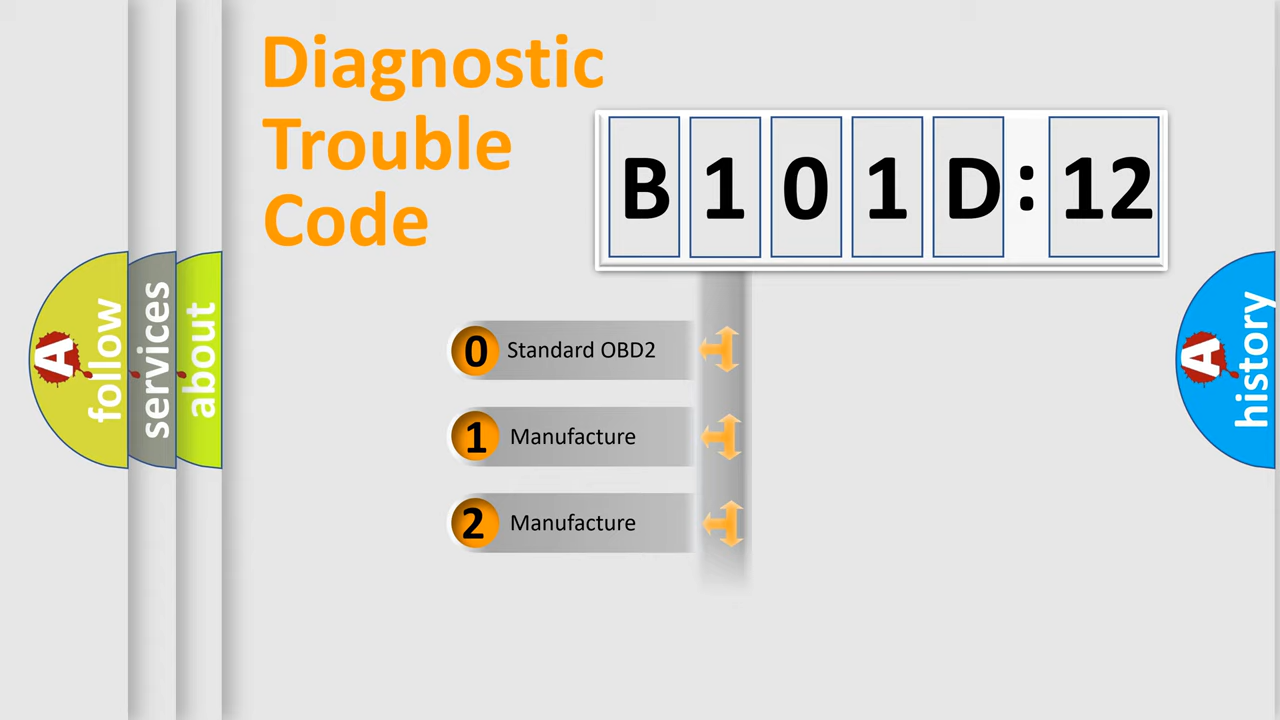 Diagnostic
Trouble
Code
B 1 0 1 D : 12
0 Standard OBD2
1 Manufacture
2 Manufacture
A follow
services
about
A history